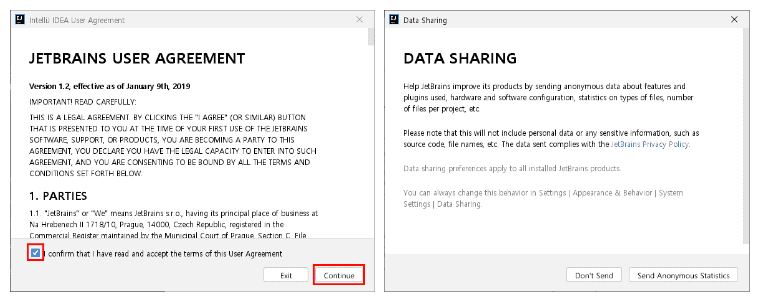 IntelliJ IDEA User Agreement
JETBRAINS USER AGREEMENT
Version 1.2, effective as of January 9th, 2019
IMPORTANT! READ CAREFULLY:
THIS IS A LEGAL AGREEMENT. BY CLICKING THE "I AGREE" (OR SIMILAR) BUTTON
THAT IS PRESENTED TO YOU AT THE TIME OF YOUR FIRST USE OF THE JETBRAINS
SOFTWARE, SUPPORT, OR PRODUCTS, YOU ARE BECOMING A PARTY TO THIS
AGREEMENT, YOU DECLARE YOU HAVE THE LEGAL CAPACITY TO ENTER INTO SUCH
AGREEMENT, AND YOU ARE CONSENTING TO BE BOUND BY ALL THE TERMS AND
CONDITIONS SET FORTH BELOW.
1. PARTIES
1.1. "JetBrains" or "We" means JetBrains s.r.o., having its principal place of business at
Na Hrebenech II 1718/10, Prague, 14000, Czech Republic, registered in the
Commercial Register maintained by the Municipal Court of Prague, Section C, File
I confirm that I have read and accept the terms of this User Agreement
Exit
Continue
Data Sharing
DATA SHARING
Help JetBrains improve its products by sending anonymous data about features and
plugins used, hardware and software configuration, statistics on types of files, number
of files per project, etc.
Please note that this will not include personal data or any sensitive information, such as
source code, file names, etc. The data sent complies with the JetBrains Privacy Policy.
Data sharing preferences apply to all installed JetBrains products.
You can always change this behavior in Settings | Appearance & Behavior | System
Settings | Data Sharing.
Don't Send
Send Anonymous Statistics